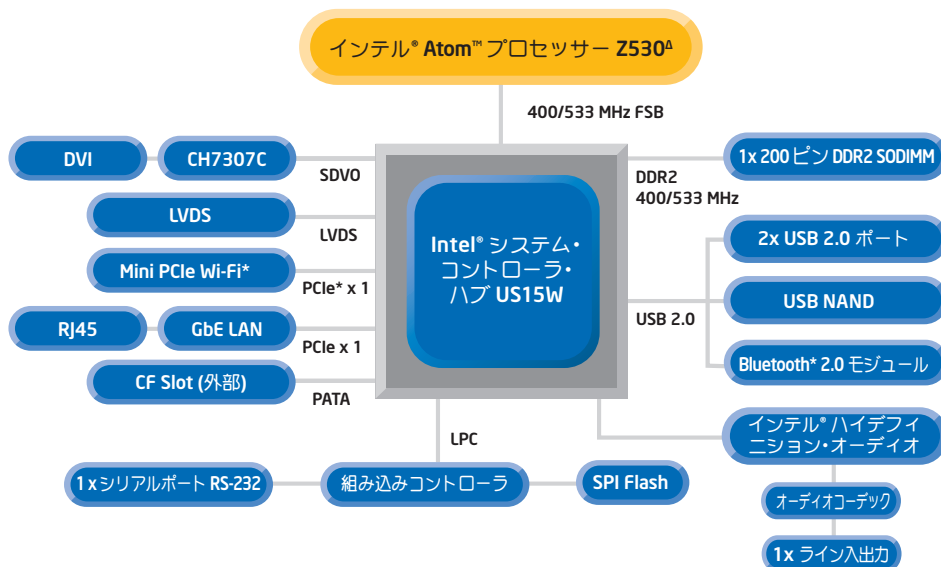 インテル® Atom™ プロセッサー Z530Δ
400/533 MHz FSB
DVI
CH7307C
SDVO
LVDS
LVDS
Mini PCIe Wi-Fi*
PCIe* x 1
RJ45
GbE LAN
PCIe x 1
CF Slot (外部)
PATA
Intel® システム・
コントローラ・
ハブ US15W
1x 200 ピン DDR2 SODIMM
DDR2
400/533 MHz
2x USB 2.0 ポート
USB NAND
USB 2.0
Bluetooth* 2.0 モジュール
インテル® ハイデフィ
ニション・オーディオ
オーディオコーデック
1x ライン入出力
LPC
1 x シリアルポート RS-232
組み込みコントローラ
SPI Flash